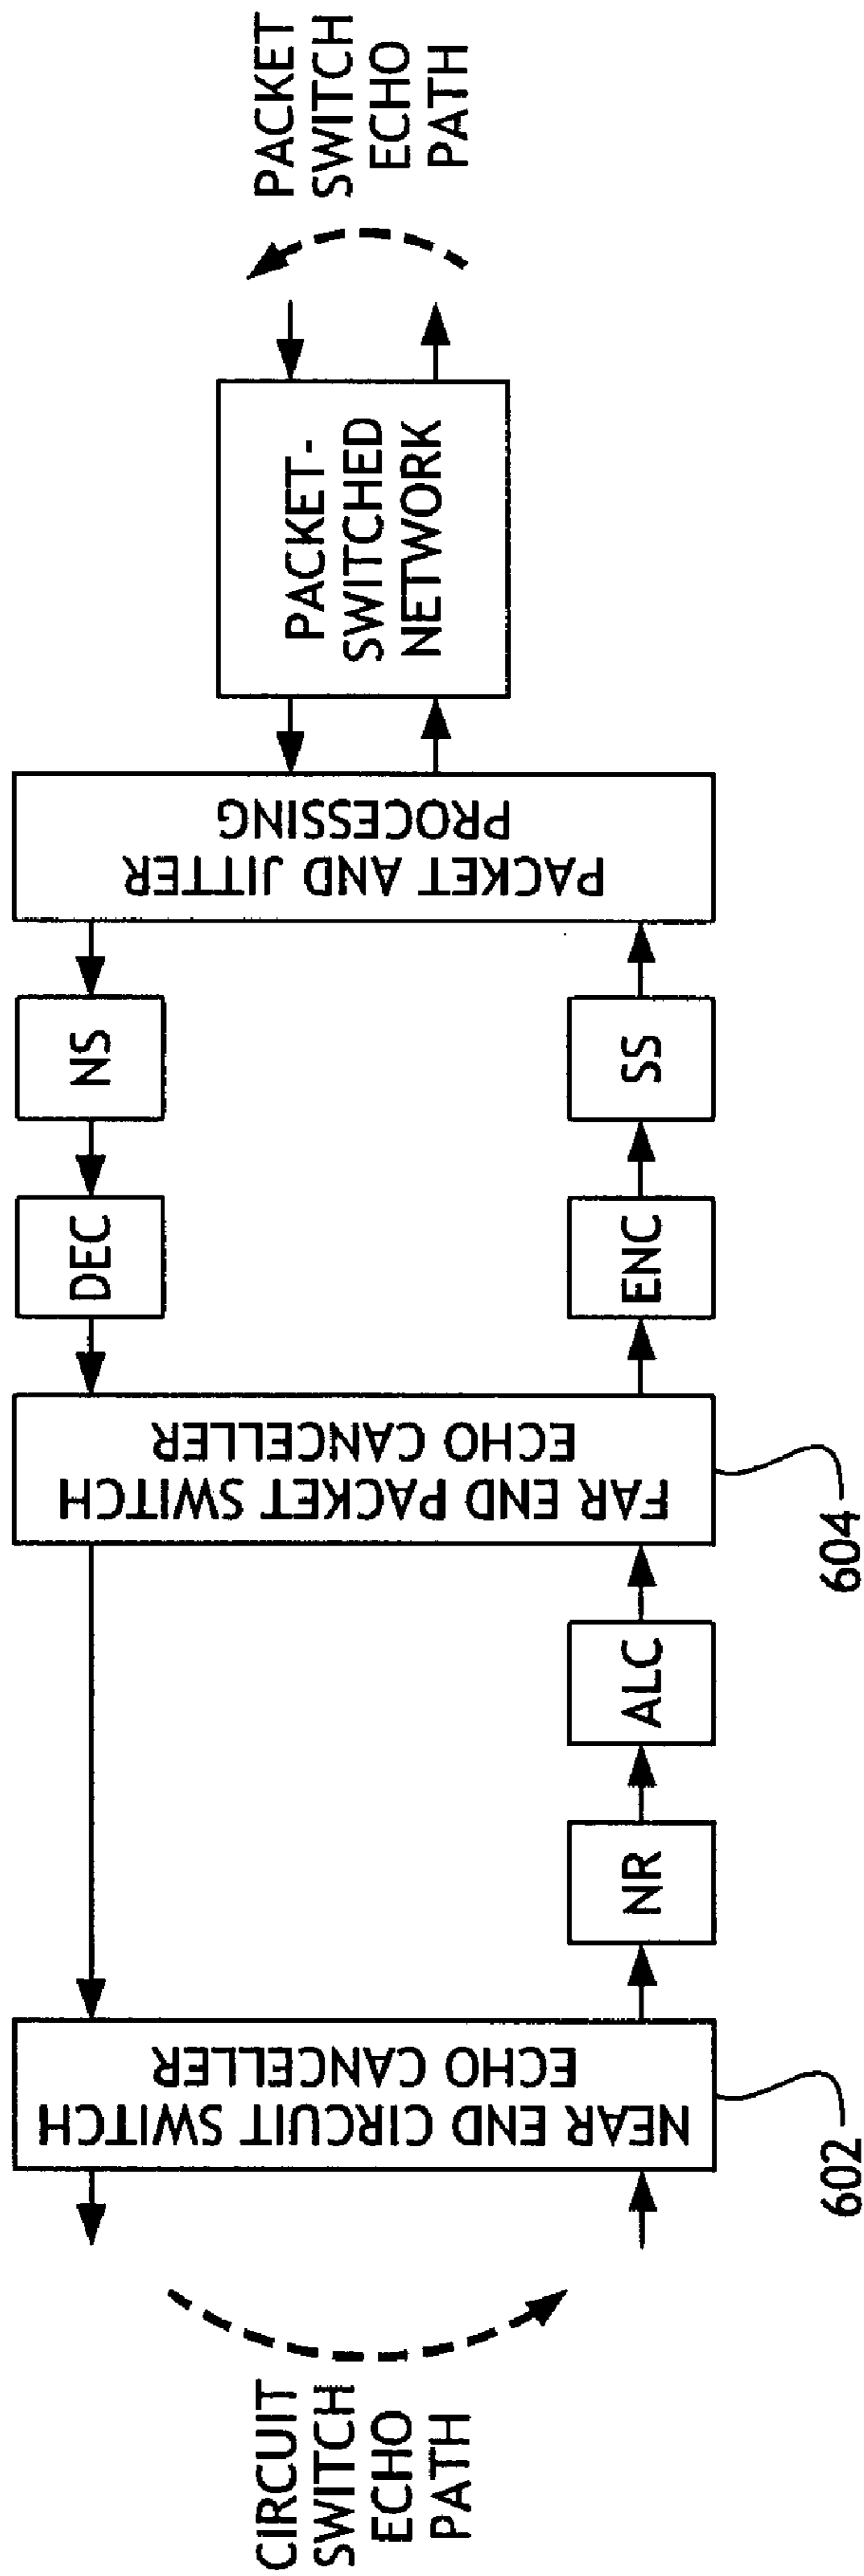 CIRCUIT
SWITCH
ECHO
PATH
NEAR END CIRCUIT SWITCH
ECHO CANCELLER
602
NR
ALC
FAR END PACKET SWITCH
ECHO CANCELLER
604
DEC
ENC
NS
SS
PACKET AND JITTER
PROCESSING
PACKET-
SWITCHED
NETWORK
PACKET
SWITCH
ECHO
PATH